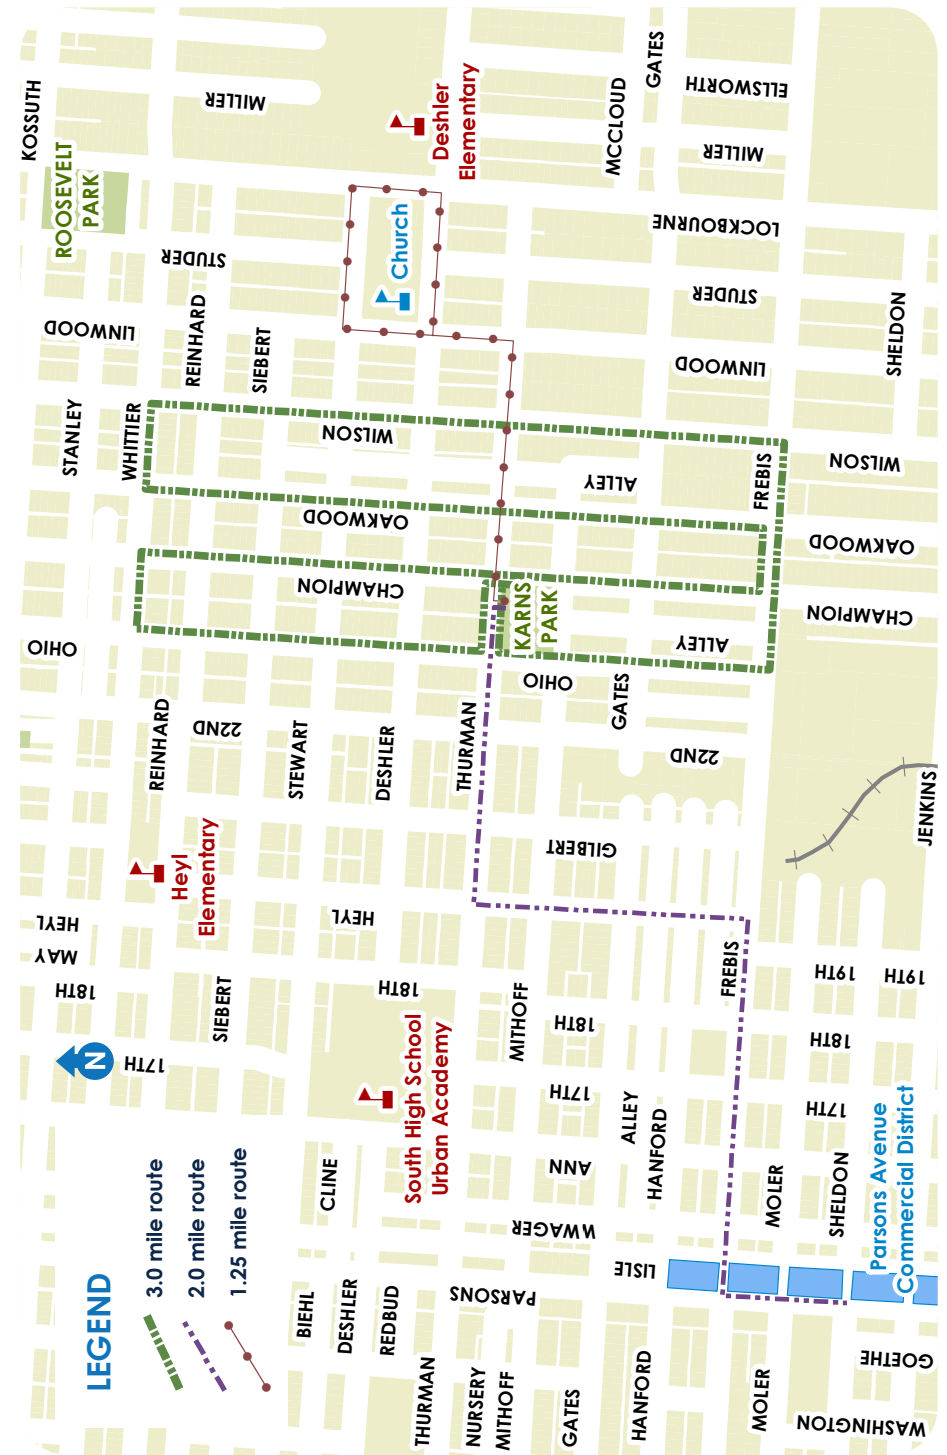 KOSSUTH
MILLER
GATES
ELLSWORTH
MCCLOUD
MILLER
Deshler
Elementary
ROOSEVELT
PARK
LOCKBOURNE
Church
STUDER
STUDER
LINWOOD
REINHARD
SIEBERT
LINWOOD
SHELDON
STANLEY
WHITTIER
WILSON
WILSON
ALLEY
FREBIS
OAKWOOD
OAKWOOD
CHAMPION
CHAMPION
KARNS
PARK
ALLEY
OHIO
OHIO
GATES
REINHARD
22ND
STEWART
DESHLER
THURMAN
22ND
JENKINS
GILBERT
Heyl
Elementary
HEYL
HEYL
MAY
18TH
SIEBERT
18TH
MITHOFF
18TH
FREBIS
19TH
19TH
18TH
N
17TH
South High School
Urban Academy
17TH
ALLEY
HANFORD
17TH
ANN
CLINE
MOLER
SHELDON
Parsons Avenue
Commercial District
WWAGER
LISLE
PARSONS
BIEHL
DESHLER
REDBUD
THURMAN
NURSERY
MITHOFF
GATES
HANFORD
MOLER
GOETHE
WASHINGTON
LEGEND
3.0 mile route
2.0 mile route
1.25 mile route